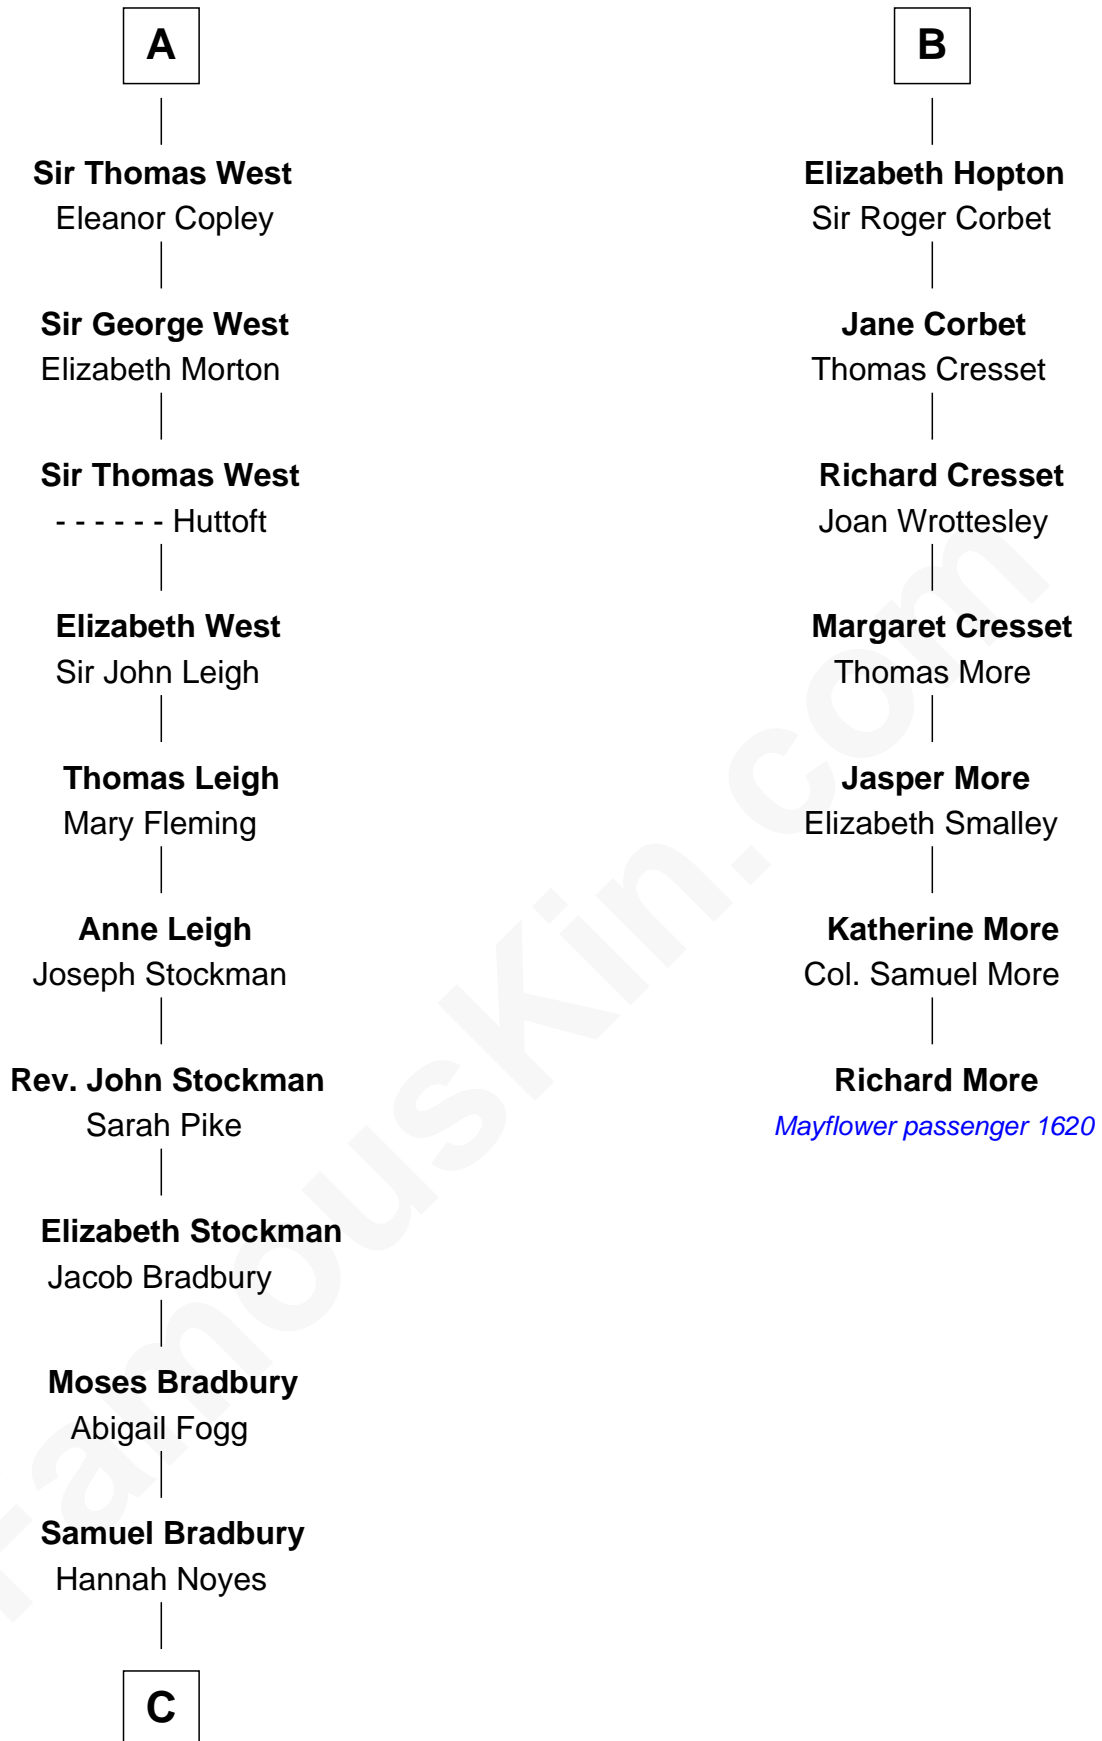 A
Sir Thomas West
Eleanor Copley
Sir George West
Elizabeth Morton
Sir Thomas West
- - - - - - Huttoft
Elizabeth West
Sir John Leigh
Thomas Leigh
Mary Fleming
Anne Leigh
Joseph Stockman
Rev. John Stockman
Sarah Pike
Elizabeth Stockman
Jacob Bradbury
Moses Bradbury
Abigail Fogg
Samuel Bradbury
Hannah Noyes
C
B
Elizabeth Hopton
Sir Roger Corbet
Jane Corbet
Thomas Cresset
Richard Cresset
Joan Wrottesley
Margaret Cresset
Thomas More
Jasper More
Elizabeth Smalley
Katherine More
Col. Samuel More
Richard More
Mayflower passenger 1620
FamousKin.com